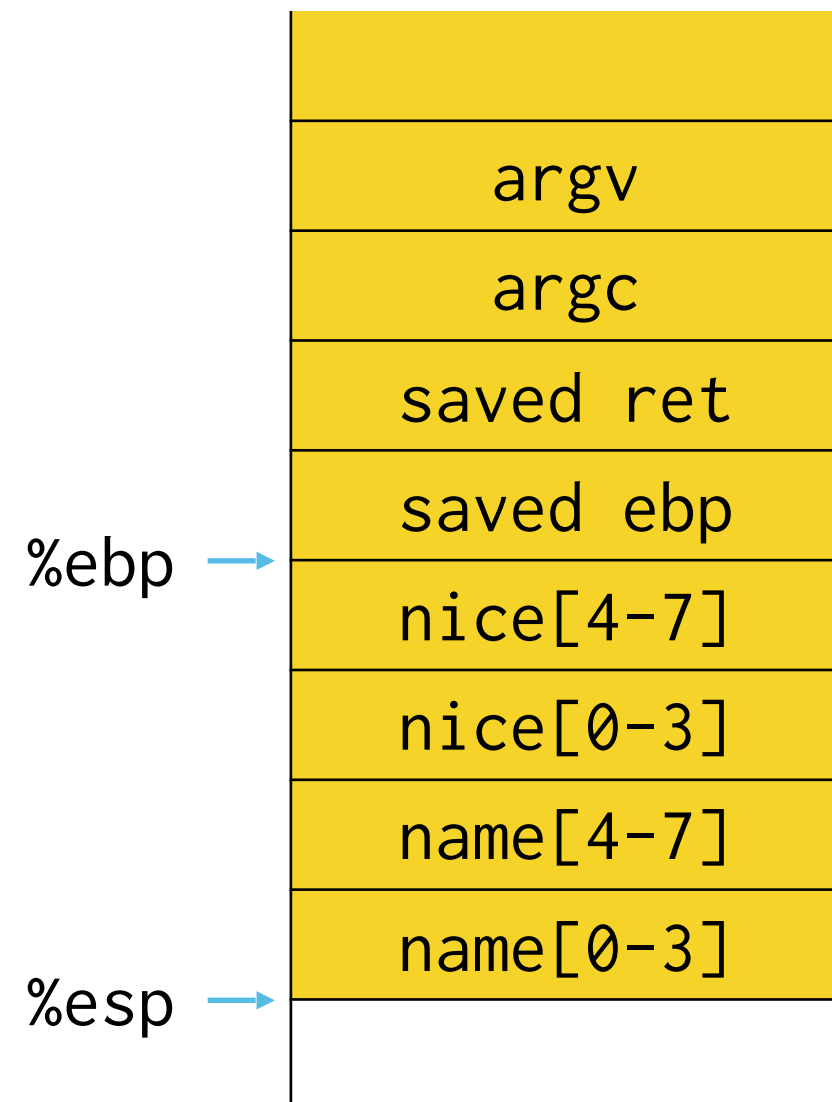 argv
argc
saved ret
saved ebp
%ebp
nice[4-7]
nice[0-3]
name[4-7]
name[0-3]
%esp